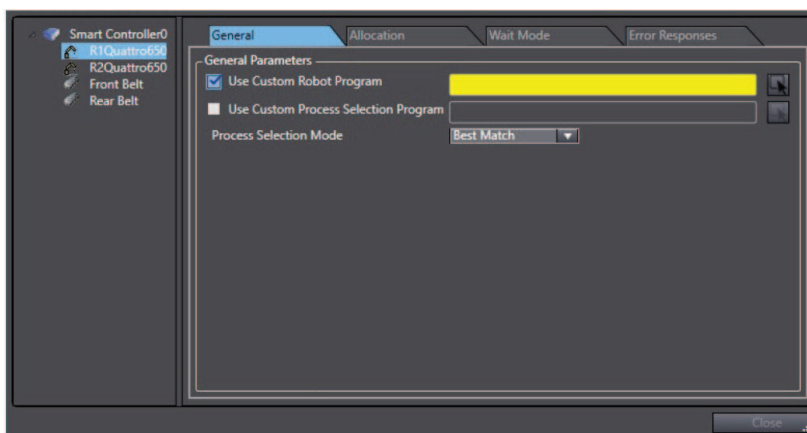 Smart Controller0
R1Quattro650
R2Quattro650
Front Belt
Rear Belt
General
Allocation
Wait Mode
Error Responses
General Parameters
Use Custom Robot Program
Use Custom Process Selection Program
Process Selection Mode
Best Match
Close